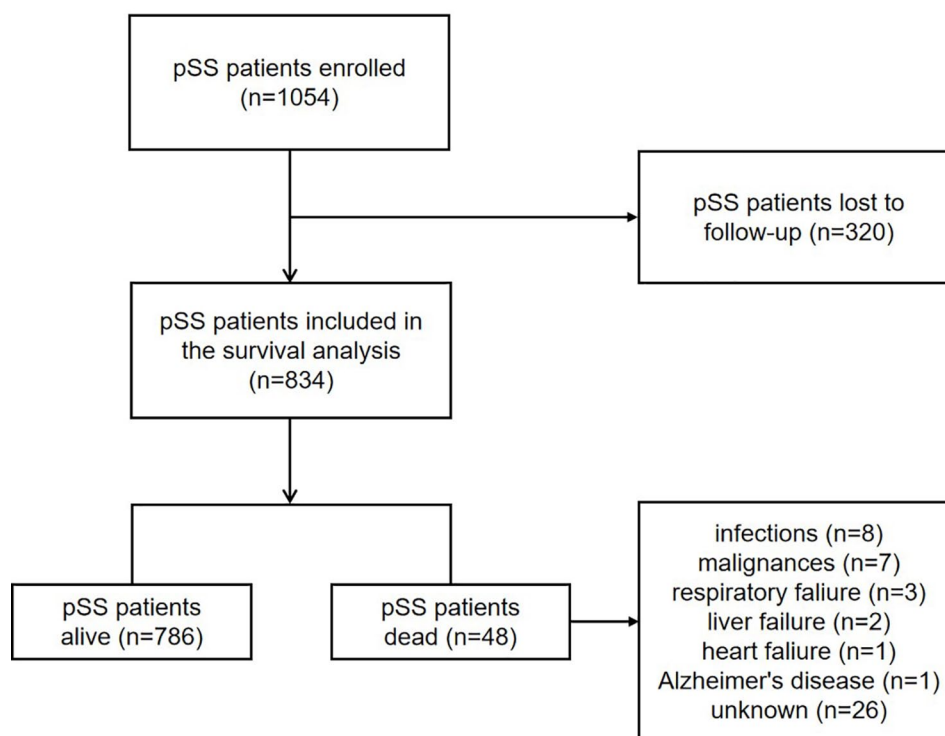 pSS patients enrolled
(n=1054)
pSS patients lost to
follow-up (n=320)
pSS patients included in
the survival analysis
(n=834)
pSS patients
alive (n=786)
pSS patients
dead (n=48)
infections (n=8)
malignances (n=7)
respiratory faliure (n=3)
liver failure (n=2)
heart faliure (n=1)
Alzheimer's disease (n=1)
unknown (n=26)